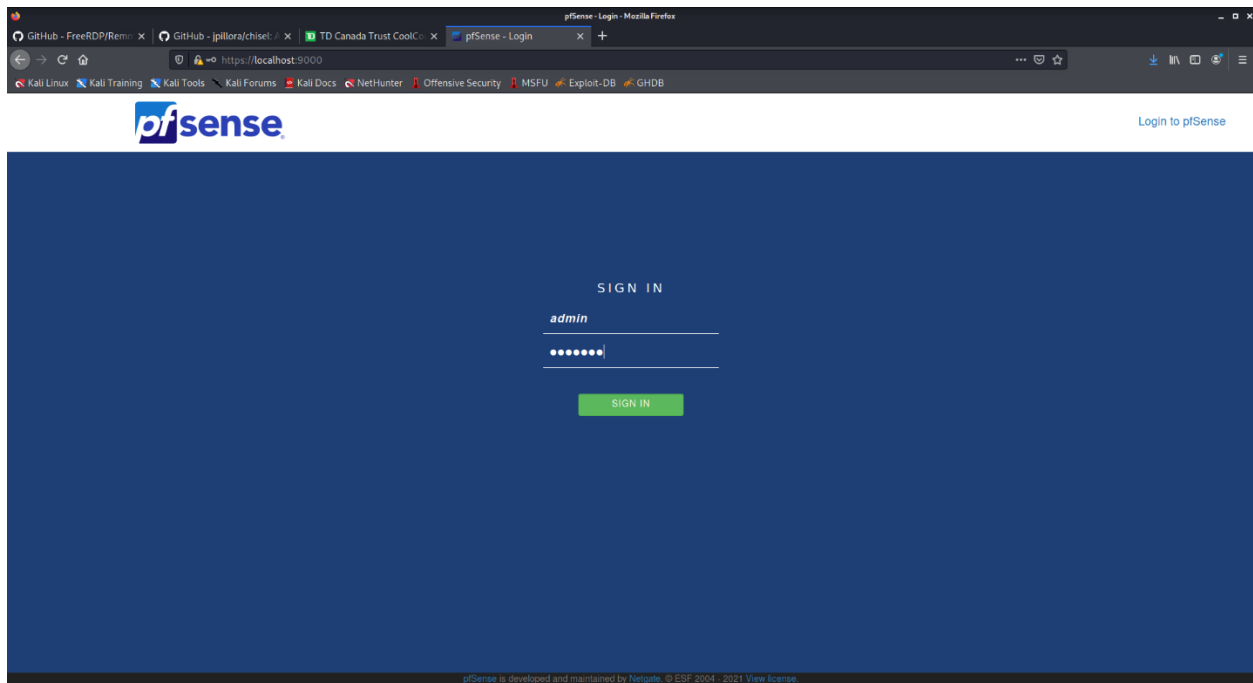 pfSense - Login - Mozilla Firefox
GitHub - FreeRDP/Remm GitHub - jpillora/chisel: A TD Canada Trust CoolCo pfSense - Login
https://localhost:9000
Kali Linux Kali Training Kali Tools Kali Forums Kali Docs NetHunter Offensive Security MSFU Exploit-DB GHDB
pfsense Login to pfSense
SIGN IN
admin
SIGN IN
pfSense is developed and maintained by Netgate. © ESF 2004 - 2021 View license.